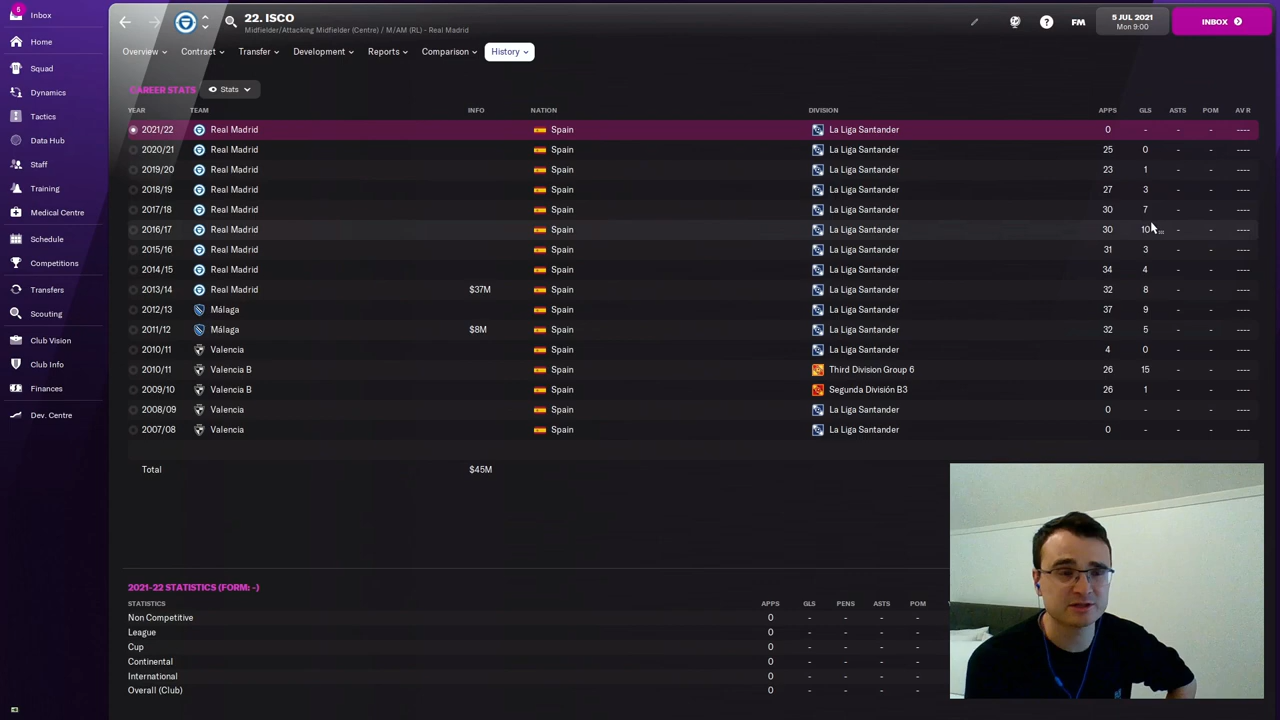 5
Inbox
Home
Squad
Dynamics
Tactics
Data Hub
Staff
Training
Medical Centre
Schedule
Competitions
Transfers
Scouting
Club Vision
Club Info
Finances
Dev. Centre
22. ISCO
Midfielder/Attacking Midfielder (Centre) / M/AM (RL) - Real Madrid
?
FM
5 JUL 2021
Mon 9:00
INBOX
Overview Contract Transfer Development Reports Comparison History
CAREER STATS Stats
YEAR TEAM INFO NATION DIVISION APPS GLS ASTS POM AV R
2021/22 Real Madrid Spain La Liga Santander 0 - - - ----
2020/21 Real Madrid Spain La Liga Santander 25 0 - - ----
2019/20 Real Madrid Spain La Liga Santander 23 1 - - ----
2018/19 Real Madrid Spain La Liga Santander 27 3 - - ----
2017/18 Real Madrid Spain La Liga Santander 30 7 - - ----
2016/17 Real Madrid Spain La Liga Santander 30 10 - - ----
2015/16 Real Madrid Spain La Liga Santander 31 3 - - ----
2014/15 Real Madrid Spain La Liga Santander 34 4 - - ----
2013/14 Real Madrid $37M Spain La Liga Santander 32 8 - - ----
2012/13 Málaga Spain La Liga Santander 37 9 - - ----
2011/12 Málaga $8M Spain La Liga Santander 32 5 - - ----
2010/11 Valencia Spain La Liga Santander 4 0 - - ----
2010/11 Valencia B Spain Third Division Group 6 26 15 - - ----
2009/10 Valencia B Spain Segunda División B3 26 1 - - ----
2008/09 Valencia Spain La Liga Santander 0 - - - ----
2007/08 Valencia Spain La Liga Santander 0 - - - ----
Total $45M
2021-22 STATISTICS (FORM: -)
STATISTICS APPS GLS PENS ASTS POM
Non Competitive 0 - - - -
League 0 - - - -
Cup 0 - - - -
Continental 0 - - - -
International 0 - - - -
Overall (Club) 0 - - - -